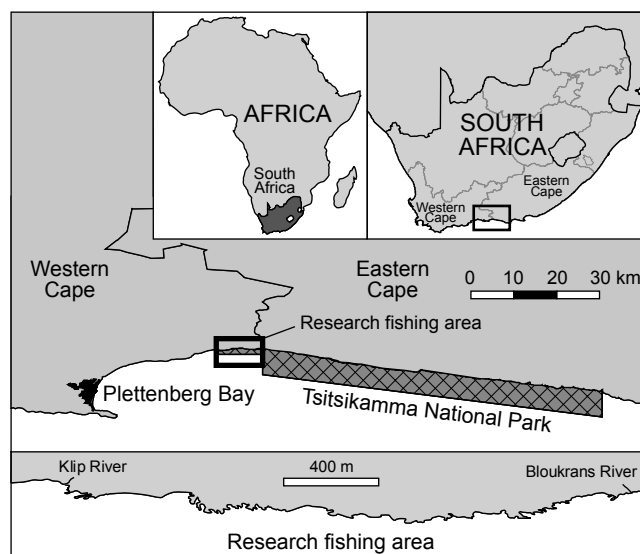 AFRICA
South
Africa
SOUTH
AFRICA
Western
Cape
Eastern
Cape
Western
Cape
Eastern
Cape
0 10 20 30 km
Research fishing area
Plettenberg Bay
Tsitsikamma National Park
Klip River
400 m
Bloukrans River
Research fishing area